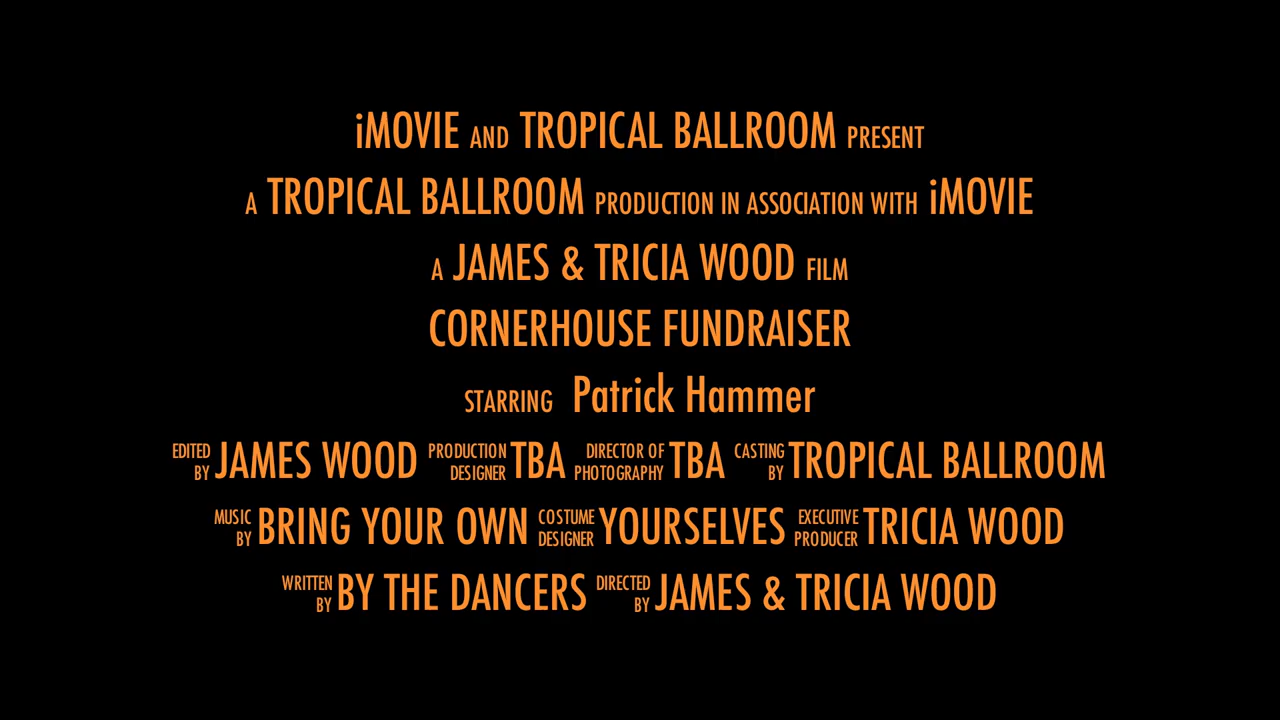 iMOVIE AND TROPICAL BALLROOM PRESENT
A TROPICAL BALLROOM PRODUCTION IN ASSOCIATION WITH iMOVIE
A JAMES & TRICIA WOOD FILM
CORNERHOUSE FUNDRAISER
STARRING Patrick Hammer
EDITED BY JAMES WOOD PRODUCTION DESIGNER TBA DIRECTOR OF PHOTOGRAPHY TBA CASTING BY TROPICAL BALLROOM
MUSIC BY BRING YOUR OWN COSTUME DESIGNER YOURSELVES EXECUTIVE PRODUCER TRICIA WOOD
WRITTEN BY BY THE DANCERS DIRECTED BY JAMES & TRICIA WOOD